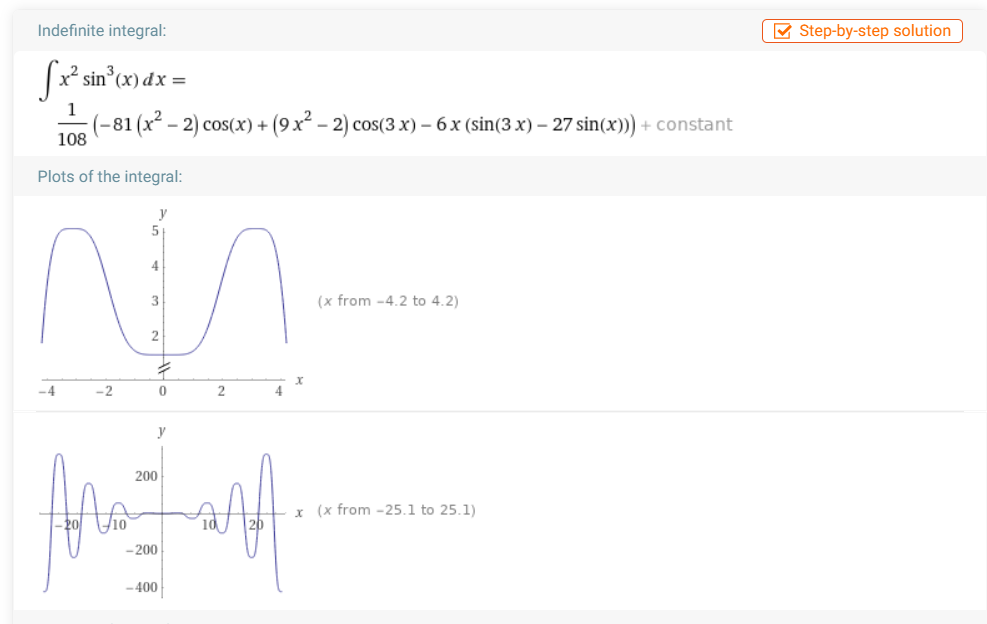 Indefinite integral:
Step-by-step solution
∫ x² sin³(x) dx =
1/108 (−81 (x² − 2) cos(x) + (9 x² − 2) cos(3 x) − 6 x (sin(3 x) − 27 sin(x))) + constant
Plots of the integral:
y
5
4
3
2
−4 −2 0 2 4 x
(x from −4.2 to 4.2)
y
200
−20 −10 10 20 x
−200
−400
(x from −25.1 to 25.1)